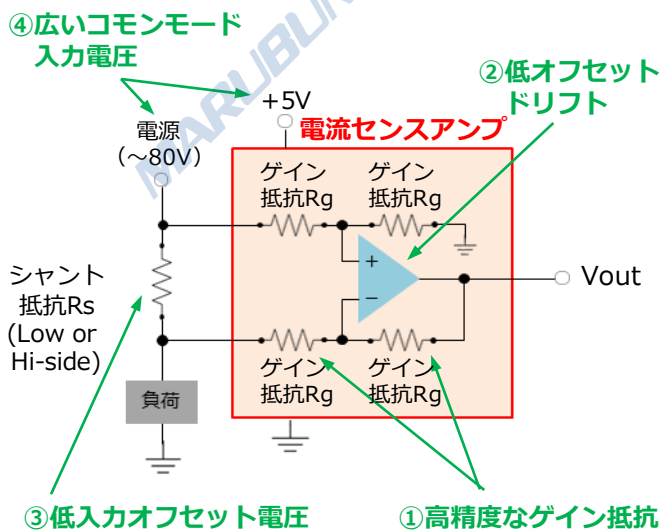 ④広いコモンモード
入力電圧
MARUBUN
②低オフセット
ドリフト
+5V
電源
(～80V)
電流センスアンプ
ゲイン
抵抗Rg
ゲイン
抵抗Rg
+
−
Vout
シャント
抵抗Rs
(Low or
Hi-side)
ゲイン
抵抗Rg
ゲイン
抵抗Rg
負荷
③低入力オフセット電圧
①高精度なゲイン抵抗